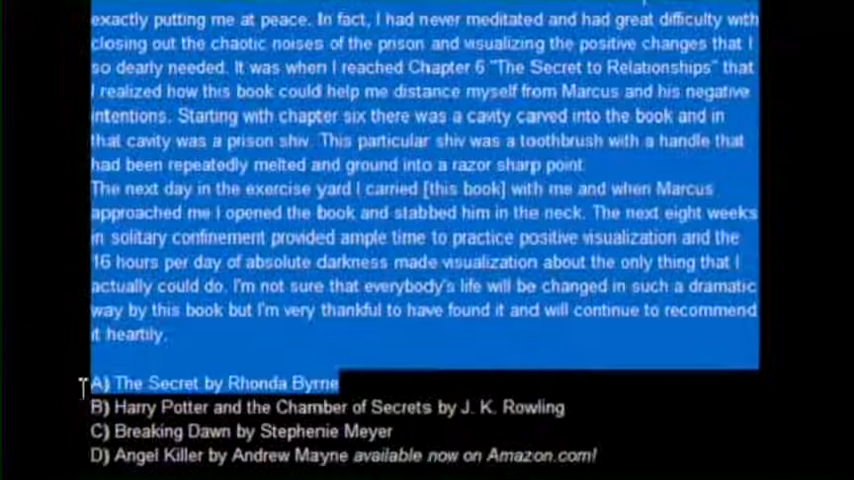 exactly putting me at peace. In fact, I had never meditated and had great difficulty with
closing out the chaotic noises of the prison and visualizing the positive changes that I
so dearly needed. It was when I reached Chapter 6 "The Secret to Relationships" that
I realized how this book could help me distance myself from Marcus and his negative
intentions. Starting with chapter six there was a cavity carved into the book and in
that cavity was a prison shiv. This particular shiv was a toothbrush with a handle that
had been repeatedly melted and ground into a razor sharp point.
The next day in the exercise yard I carried [this book] with me and when Marcus
approached me I opened the book and stabbed him in the neck. The next eight weeks
in solitary confinement provided ample time to practice positive visualization and the
16 hours per day of absolute darkness made visualization about the only thing that I
actually could do. I'm not sure that everybody's life will be changed in such a dramatic
way by this book but I'm very thankful to have found it and will continue to recommend
it heartily.
A) The Secret by Rhonda Byrne
B) Harry Potter and the Chamber of Secrets by J. K. Rowling
C) Breaking Dawn by Stephenie Meyer
D) Angel Killer by Andrew Mayne available now on Amazon.com!